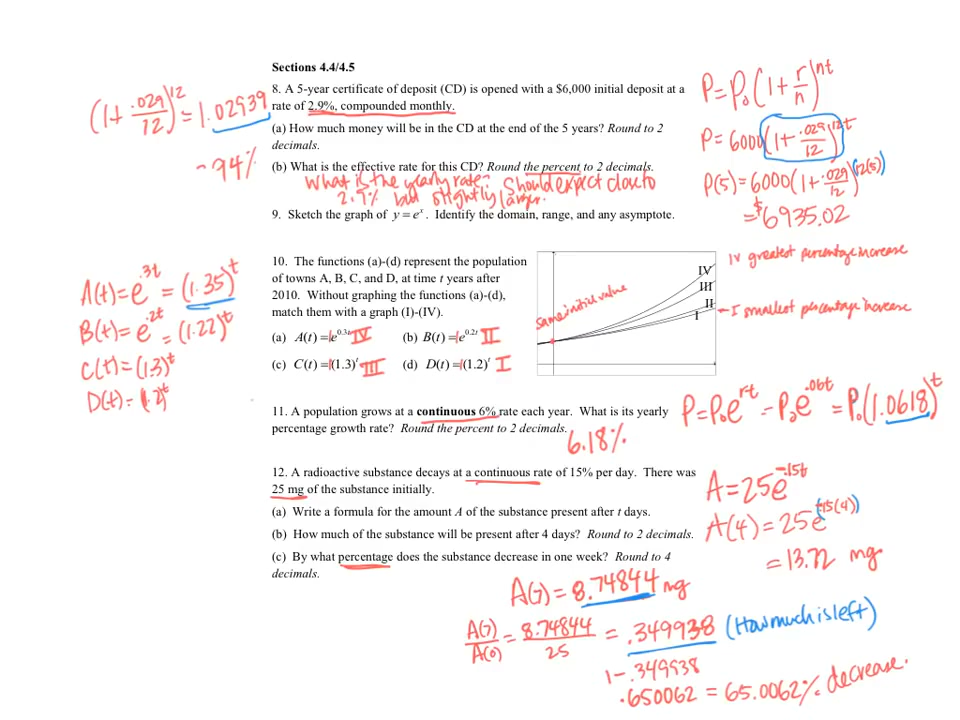 Sections 4.4/4.5
8. A 5-year certificate of deposit (CD) is opened with a $6,000 initial deposit at a
rate of 2.9%, compounded monthly.
(a) How much money will be in the CD at the end of the 5 years? Round to 2
decimals.
(b) What is the effective rate for this CD? Round the percent to 2 decimals.
What is the yearly rate? Should expect close to
2.9% but slightly larger.
(1+.029/12)^12 = 1.02939
2.94%
P=P₀(1+r/n)^nt
P=6000(1+.029/12)^12t
P(5)=6000(1+.029/12)^(12(5))
=$6935.02
9. Sketch the graph of y = e^x. Identify the domain, range, and any asymptote.
10. The functions (a)-(d) represent the population
of towns A, B, C, and D, at time t years after
2010. Without graphing the functions (a)-(d),
match them with a graph (I)-(IV).
(a) A(t) = 1e^0.3t IV (b) B(t) = 1e^0.2t II
(c) C(t) = 1(1.3)^t III (d) D(t) = 1(1.2)^t I
A(t)=e^.3t=(1.35)^t
B(t)=e^.2t=(1.22)^t
C(t)=(1.3)^t
D(t)=(1.2)^t
same initial value
IV
III
II
I
IV greatest percentage increase
I smallest percentage increase
11. A population grows at a continuous 6% rate each year. What is its yearly
percentage growth rate? Round the percent to 2 decimals.
6.18%
P=P₀e^rt = P₀e^.06t = P₀(1.0618)^t
12. A radioactive substance decays at a continuous rate of 15% per day. There was
25 mg of the substance initially.
(a) Write a formula for the amount A of the substance present after t days.
(b) How much of the substance will be present after 4 days? Round to 2 decimals.
(c) By what percentage does the substance decrease in one week? Round to 4
decimals.
A=25e^-.15t
A(4)=25e^(-.15(4))
=13.72 mg
A(7)=8.74844 mg
A(7)/A(0) = 8.74844/25 = .349938 (How much is left)
1-.349938
.650062 = 65.0062% decrease.